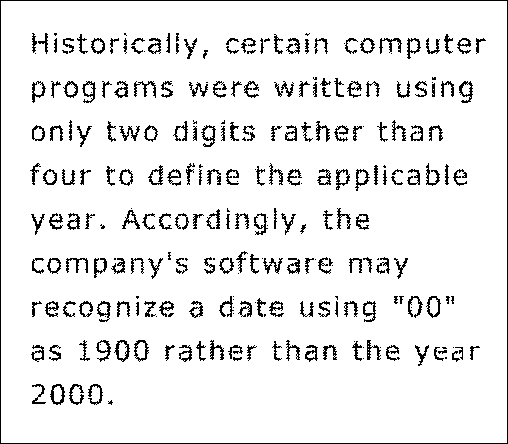 Historically, certain computer
programs were written using
only two digits rather than
four to define the applicable
year. Accordingly, the
company's software may
recognize a date using "00"
as 1900 rather than the year
2000.